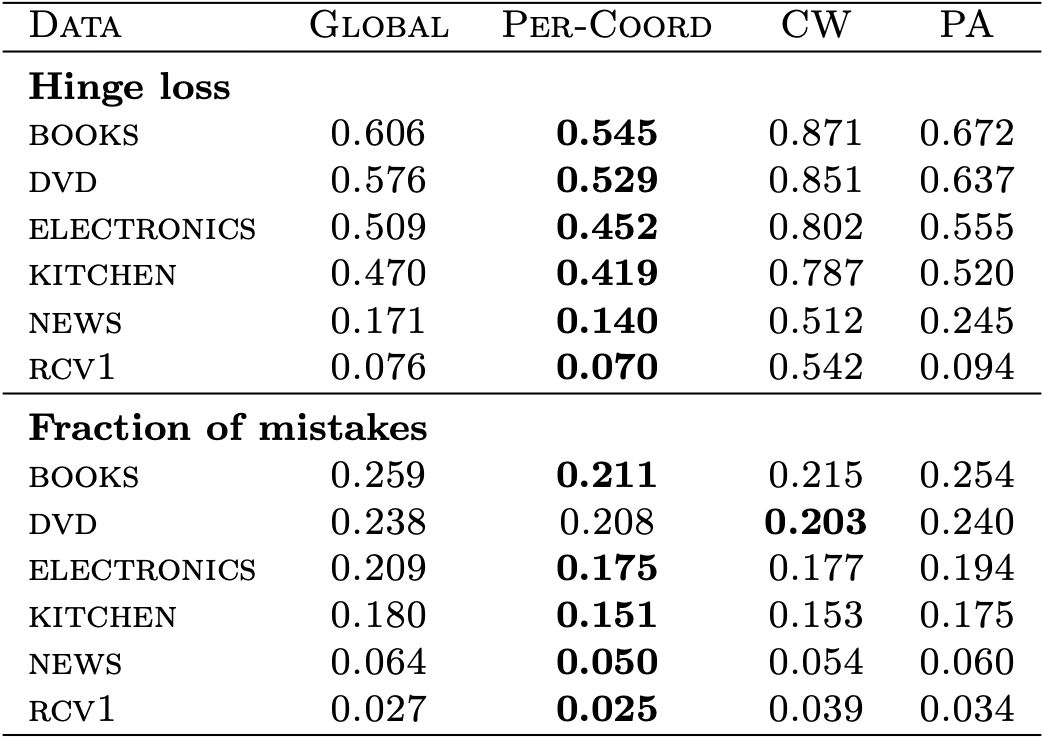 Data Global Per-Coord CW PA
Hinge loss
books 0.606 0.545 0.871 0.672
dvd 0.576 0.529 0.851 0.637
electronics 0.509 0.452 0.802 0.555
kitchen 0.470 0.419 0.787 0.520
news 0.171 0.140 0.512 0.245
rcv1 0.076 0.070 0.542 0.094
Fraction of mistakes
books 0.259 0.211 0.215 0.254
dvd 0.238 0.208 0.203 0.240
electronics 0.209 0.175 0.177 0.194
kitchen 0.180 0.151 0.153 0.175
news 0.064 0.050 0.054 0.060
rcv1 0.027 0.025 0.039 0.034